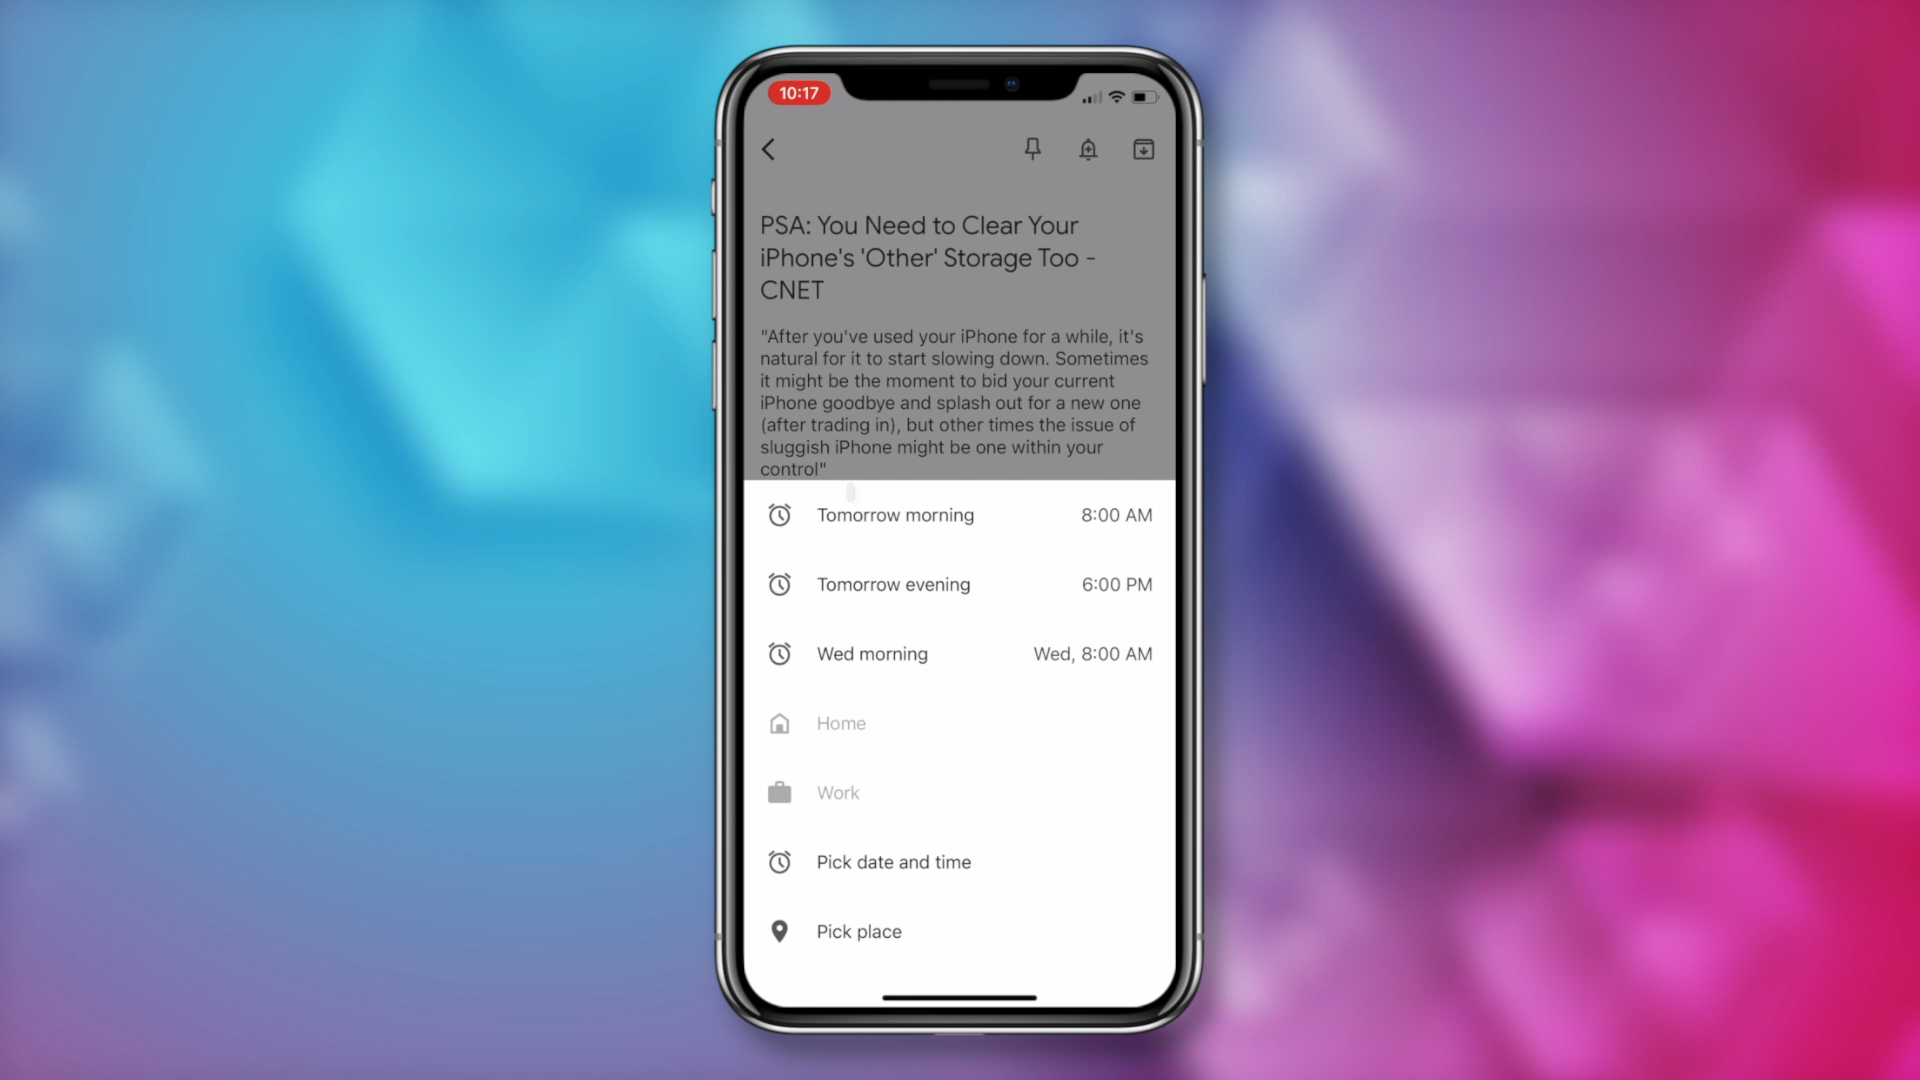 10:17
PSA: You Need to Clear Your
iPhone's 'Other' Storage Too -
CNET
"After you've used your iPhone for a while, it's
natural for it to start slowing down. Sometimes
it might be the moment to bid your current
iPhone goodbye and splash out for a new one
(after trading in), but other times the issue of
sluggish iPhone might be one within your
control"
Tomorrow morning 8:00 AM
Tomorrow evening 6:00 PM
Wed morning Wed, 8:00 AM
Home
Work
Pick date and time
Pick place